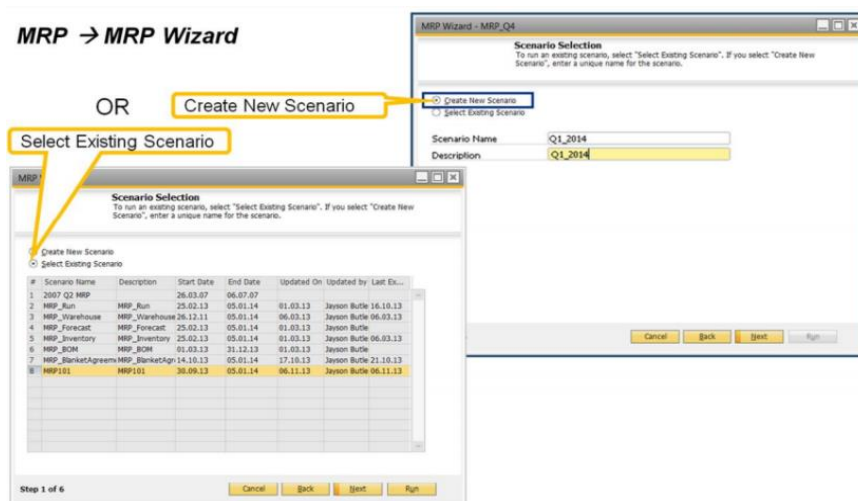 MRP → MRP Wizard
OR
Create New Scenario
Select Existing Scenario
MRP Wizard - MRP_Q4
Scenario Selection
To run an existing scenario, select "Select Existing Scenario". If you select "Create New
Scenario", enter a unique name for the scenario.
Create New Scenario
Select Existing Scenario
Scenario Name Q1_2014
Description Q1_2014
Cancel Back Next Run
MRP
Scenario Selection
To run an existing scenario, select "Select Existing Scenario". If you select "Create New
Scenario", enter a unique name for the scenario.
Create New Scenario
Select Existing Scenario
# Scenario Name Description Start Date End Date Updated On Updated by Last Ex...
1 2007 Q2 MRP 26.03.07 06.07.07
2 MRP_Run MRP_Run 25.02.13 05.01.14 01.03.13 Jayson Butle 16.10.13
3 MRP_Warehouse MRP_Warehouse 26.12.11 05.01.14 06.03.13 Jayson Butle 06.03.13
4 MRP_Forecast MRP_Forecast 25.02.13 05.01.14 01.03.13 Jayson Butle
5 MRP_Inventory MRP_Inventory 25.02.13 05.01.14 01.03.13 Jayson Butle 06.03.13
6 MRP_BOM MRP_BOM 01.03.13 31.12.13 01.03.13 Jayson Butle
7 MRP_BlanketAgreem MRP_BlanketAgr 14.10.13 05.01.14 17.10.13 Jayson Butle 21.10.13
8 MRP101 MRP101 30.09.13 05.01.14 06.11.13 Jayson Butle 06.11.13
Step 1 of 6
Cancel Back Next Run